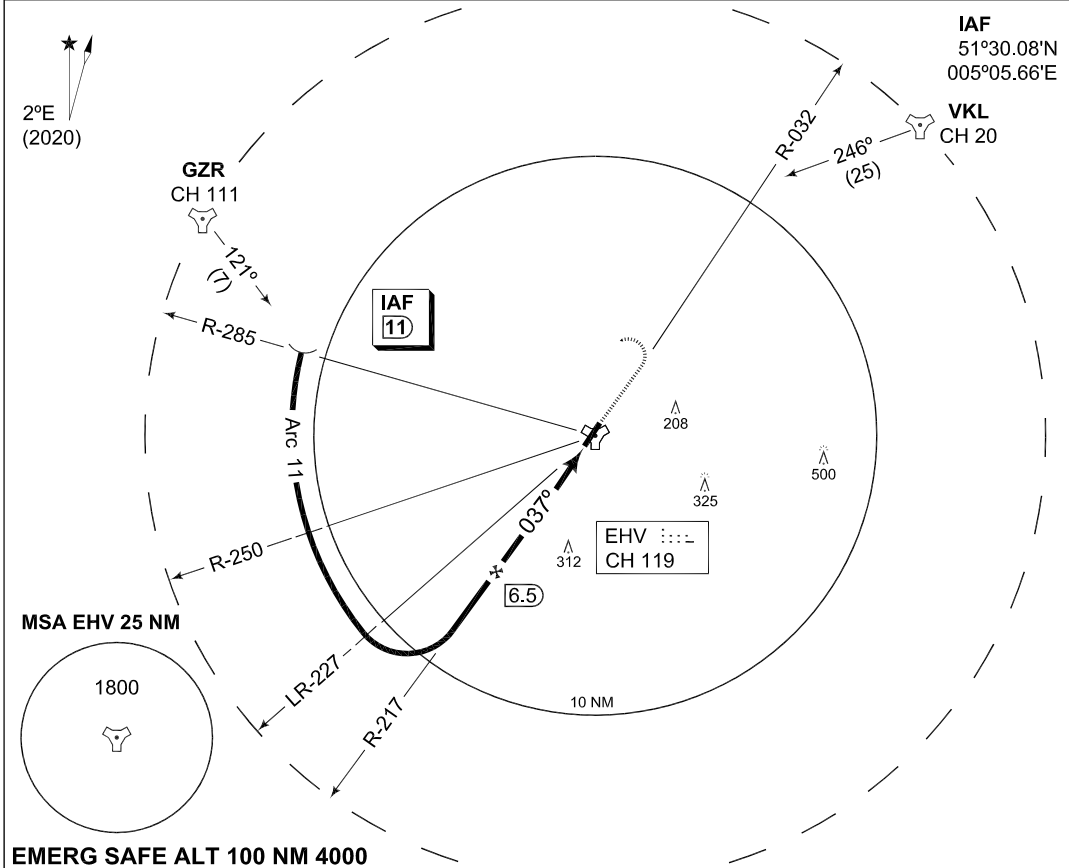 IAF
51º30.08'N
005º05.66'E
2ºE
(2020)
VKL
CH 20
R-032
246º
(25)
GZR
CH 111
121º
(7)
IAF
11
R-285
Arc 11
208
500
325
037º
EHV
CH 119
312
R-250
6.5
MSA EHV 25 NM
1800
LR-227
R-217
10 NM
EMERG SAFE ALT 100 NM 4000